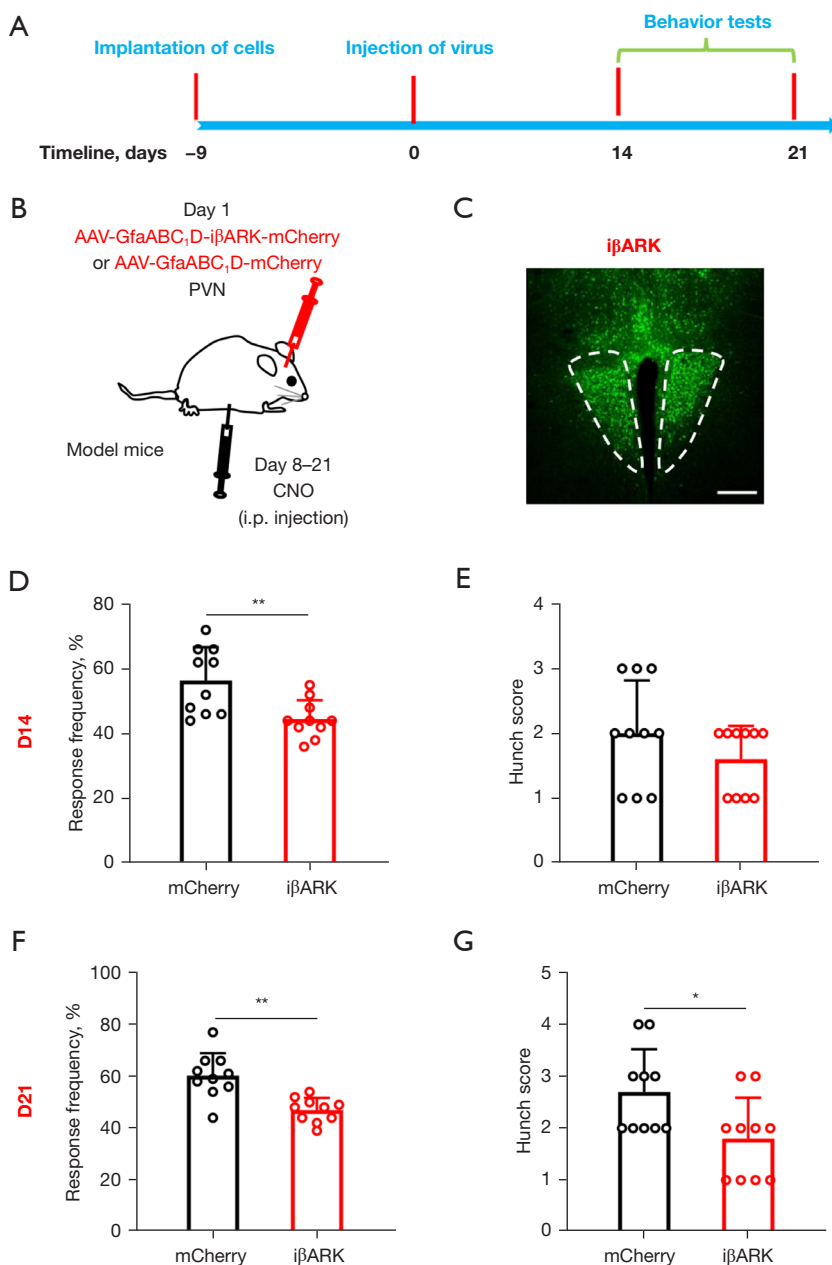 A
Implantation of cells
Injection of virus
Behavior tests
Timeline, days
–9
0
14
21
B
Day 1
AAV-GfaABC₁D-iβARK-mCherry
or AAV-GfaABC₁D-mCherry
PVN
Model mice
Day 8–21
CNO
(i.p. injection)
C
iβARK
D
D14
Response frequency, %
80
60
40
20
0
**
mCherry
iβARK
E
Hunch score
4
3
2
1
0
mCherry
iβARK
F
D21
Response frequency, %
100
80
60
40
20
0
**
mCherry
iβARK
G
Hunch score
5
4
3
2
1
0
*
mCherry
iβARK